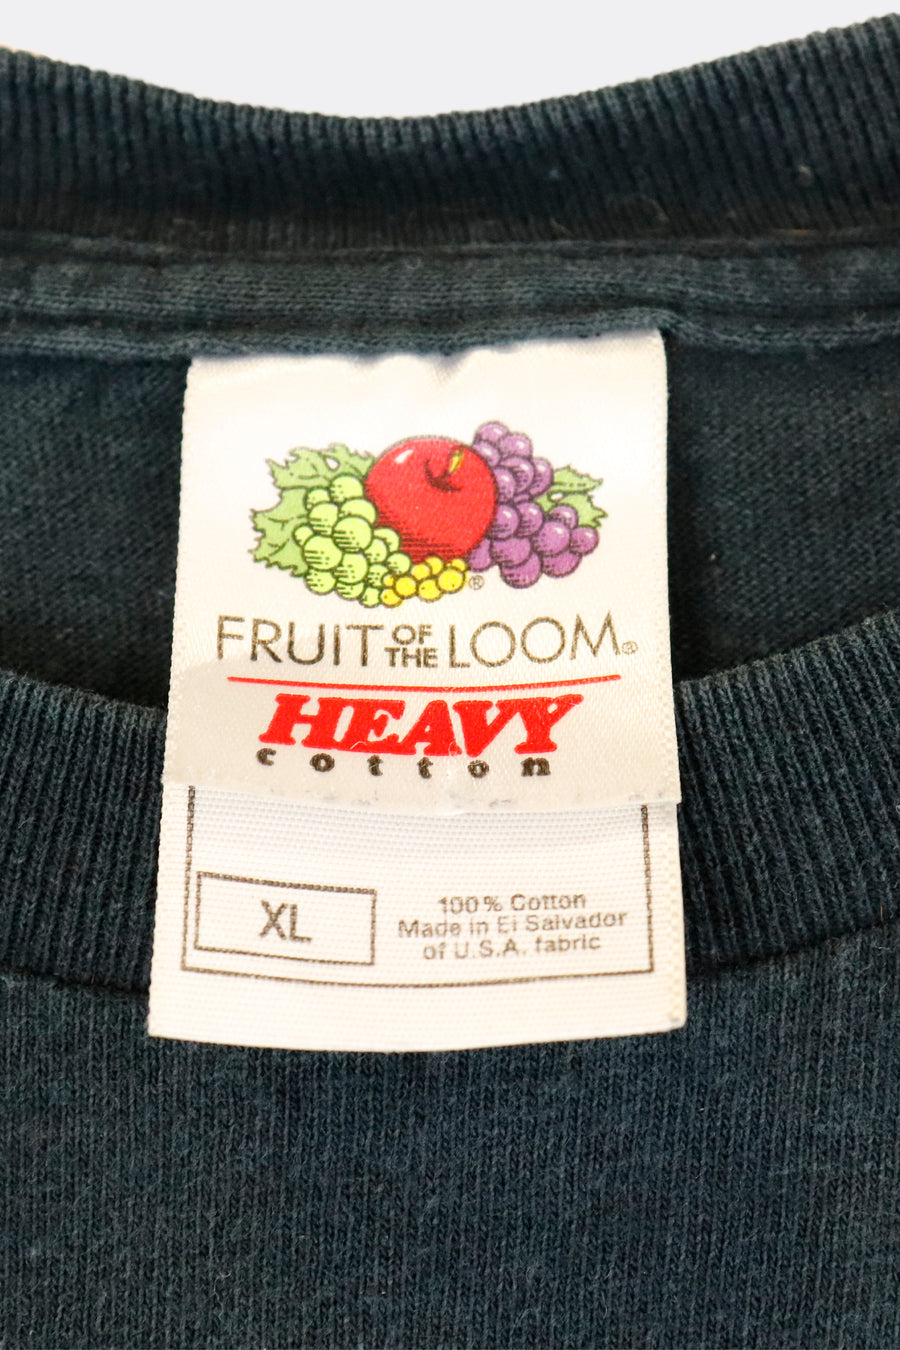 ®
FRUIT OF THE LOOM®
HEAVY
cotton
XL
100% Cotton
Made in El Salvador
of U.S.A. fabric